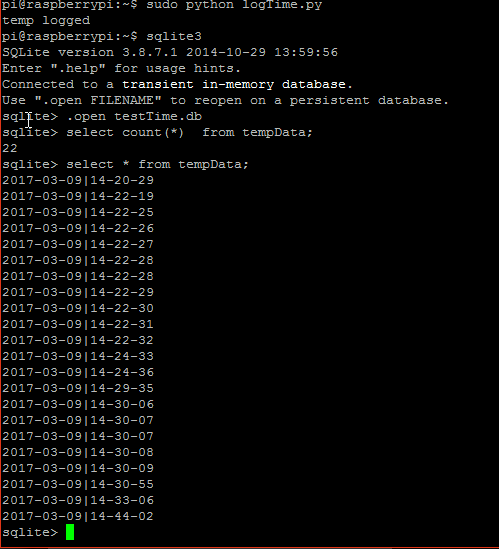 pi@raspberrypi:~ $ sudo python logTime.py
temp logged
pi@raspberrypi:~ $ sqlite3
SQLite version 3.8.7.1 2014-10-29 13:59:56
Enter ".help" for usage hints.
Connected to a transient in-memory database.
Use ".open FILENAME" to reopen on a persistent database.
sqlite> .open testTime.db
sqlite> select count(*)  from tempData;
22
sqlite> select * from tempData;
2017-03-09|14-20-29
2017-03-09|14-22-19
2017-03-09|14-22-25
2017-03-09|14-22-26
2017-03-09|14-22-27
2017-03-09|14-22-28
2017-03-09|14-22-28
2017-03-09|14-22-29
2017-03-09|14-22-30
2017-03-09|14-22-31
2017-03-09|14-22-32
2017-03-09|14-24-33
2017-03-09|14-24-36
2017-03-09|14-29-35
2017-03-09|14-30-06
2017-03-09|14-30-07
2017-03-09|14-30-07
2017-03-09|14-30-08
2017-03-09|14-30-09
2017-03-09|14-30-55
2017-03-09|14-33-06
2017-03-09|14-44-02
sqlite>